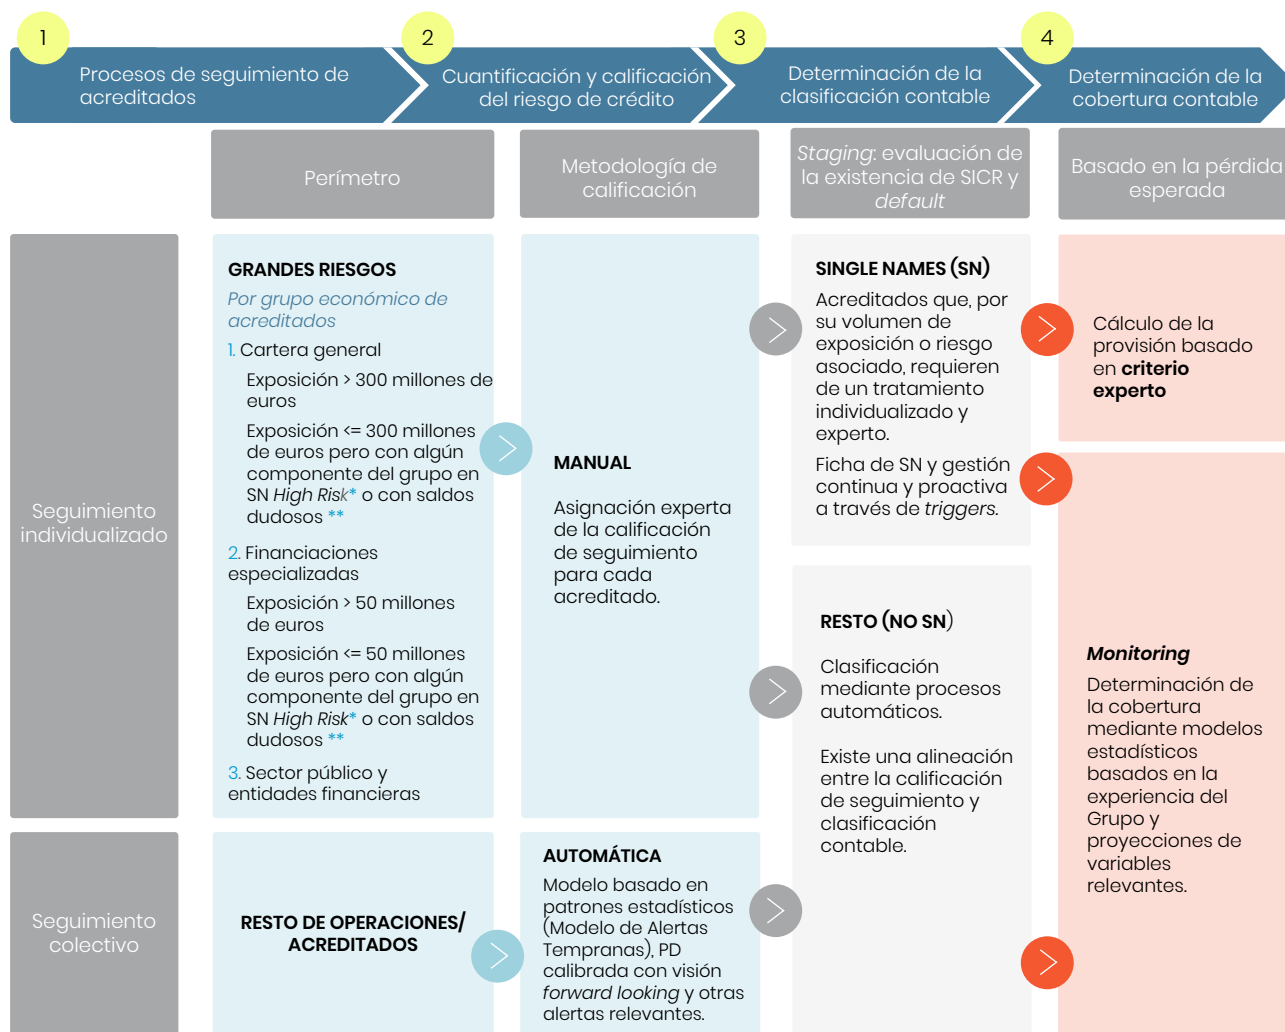 1
Procesos de seguimiento de
acreditados
2
Cuantificación y calificación
del riesgo de crédito
3
Determinación de la
clasificación contable
4
Determinación de la
cobertura contable
Perímetro
Metodología de
calificación
Staging: evaluación de
la existencia de SICR y
default
Basado en la pérdida
esperada
Seguimiento
individualizado
GRANDES RIESGOS
Por grupo económico de
acreditados
1. Cartera general
Exposición > 300 millones de
euros
Exposición <= 300 millones
de euros pero con algún
componente del grupo en
SN High Risk* o con saldos
dudosos **
2. Financiaciones
especializadas
Exposición > 50 millones
de euros
Exposición <= 50 millones
de euros pero con algún
componente del grupo en
SN High Risk* o con saldos
dudosos **
3. Sector público y
entidades financieras
MANUAL
Asignación experta
de la calificación
de seguimiento
para cada
acreditado.
SINGLE NAMES (SN)
Acreditados que, por
su volumen de
exposición o riesgo
asociado, requieren
de un tratamiento
individualizado y
experto.
Ficha de SN y gestión
continua y proactiva
a través de triggers.
Cálculo de la
provisión basado
en criterio
experto
RESTO (NO SN)
Clasificación
mediante procesos
automáticos.
Existe una alineación
entre la calificación
de seguimiento y
clasificación
contable.
Monitoring
Determinación de
la cobertura
mediante modelos
estadísticos
basados en la
experiencia del
Grupo y
proyecciones de
variables
relevantes.
Seguimiento
colectivo
RESTO DE OPERACIONES/
ACREDITADOS
AUTOMÁTICA
Modelo basado en
patrones estadísticos
(Modelo de Alertas
Tempranas), PD
calibrada con visión
forward looking y otras
alertas relevantes.